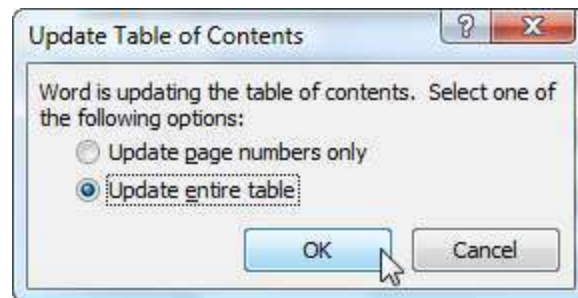 Update Table of Contents
Word is updating the table of contents. Select one of
the following options:
Update page numbers only
Update entire table
OK
Cancel